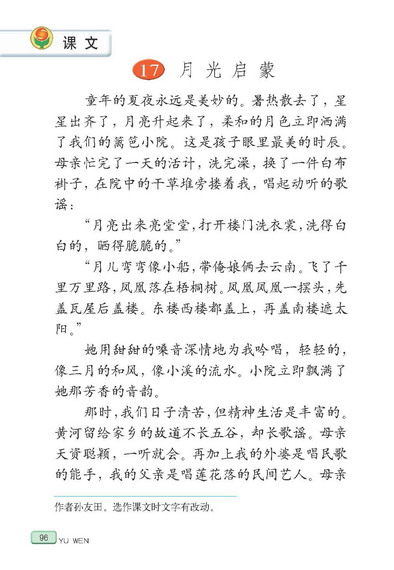 课文
17 月光启蒙
童年的夏夜永远是美妙的。暑热散去了，星
星出齐了，月亮升起来了，柔和的月色立即洒满
了我们的篱笆小院。这是孩子眼里最美的时辰。
母亲忙完了一天的活计，洗完澡，换了一件白布
褂子，在院中的干草堆旁搂着我，唱起动听的歌
谣：
“月亮出来亮堂堂，打开楼门洗衣裳，洗得白
白的，晒得脆脆的。”
“月儿弯弯像小船，带俺娘俩去云南。飞了千
里万里路，凤凰落在梧桐树。凤凰凤凰一摆头，先
盖瓦屋后盖楼。东楼西楼都盖上，再盖南楼遮太
阳。”
她用甜甜的嗓音深情地为我吟唱，轻轻的，
像三月的和风，像小溪的流水。小院立即飘满了
她那芳香的音韵。
那时，我们日子清苦，但精神生活是丰富的。
黄河留给家乡的故道不长五谷，却长歌谣。母亲
天资聪颖，一听就会。再加上我的外婆是唱民歌
的能手，我的父亲是唱莲花落的民间艺人。母亲
作者孙友田。选作课文时文字有改动。
96 YU WEN